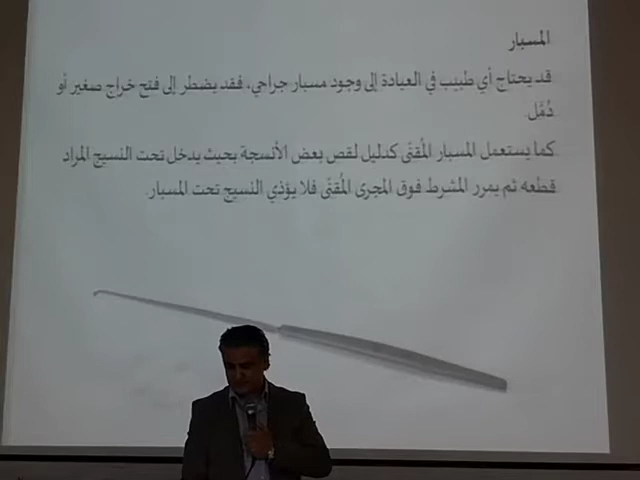 المسبار
قد يحتاج أي طبيب في العيادة إلى وجود مسبار جراحي، فقد يضطر إلى فتح خراج صغير أو
دُمَّل.
كما يستعمل المسبار المُقنّى كدليل لقص بعض الأنسجة بحيث يدخل تحت النسيج المراد
قطعه ثم يمرر المشرط فوق المجرى المُقنّى فلا يؤذي النسيج تحت المسبار.